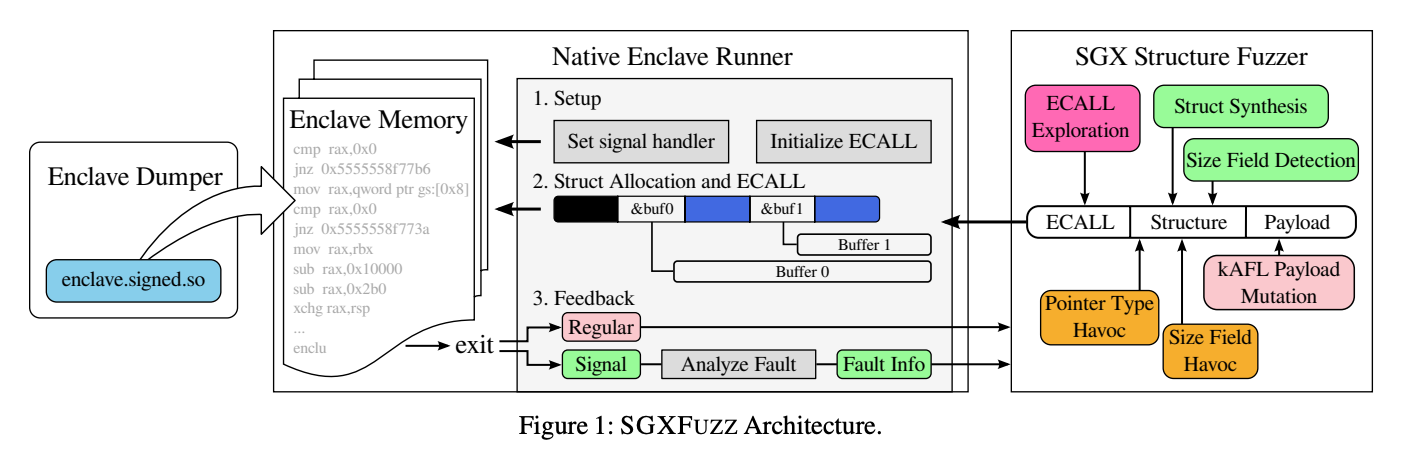 Enclave Dumper
enclave.signed.so
Native Enclave Runner
Enclave Memory
cmp rax,0x0
jnz 0x5555558f77b6
mov rax,qword ptr gs:[0x8]
cmp rax,0x0
jnz 0x5555558f773a
mov rax,rbx
sub rax,0x10000
sub rax,0x2b0
xchg rax,rsp
...
enclu
exit
1. Setup
Set signal handler
Initialize ECALL
2. Struct Allocation and ECALL
&buf0
&buf1
Buffer 1
Buffer 0
3. Feedback
Regular
Signal
Analyze Fault
Fault Info
SGX Structure Fuzzer
ECALL
Exploration
Struct Synthesis
Size Field Detection
ECALL
Structure
Payload
kAFL Payload
Mutation
Pointer Type
Havoc
Size Field
Havoc
Figure 1: SGXFUZZ Architecture.